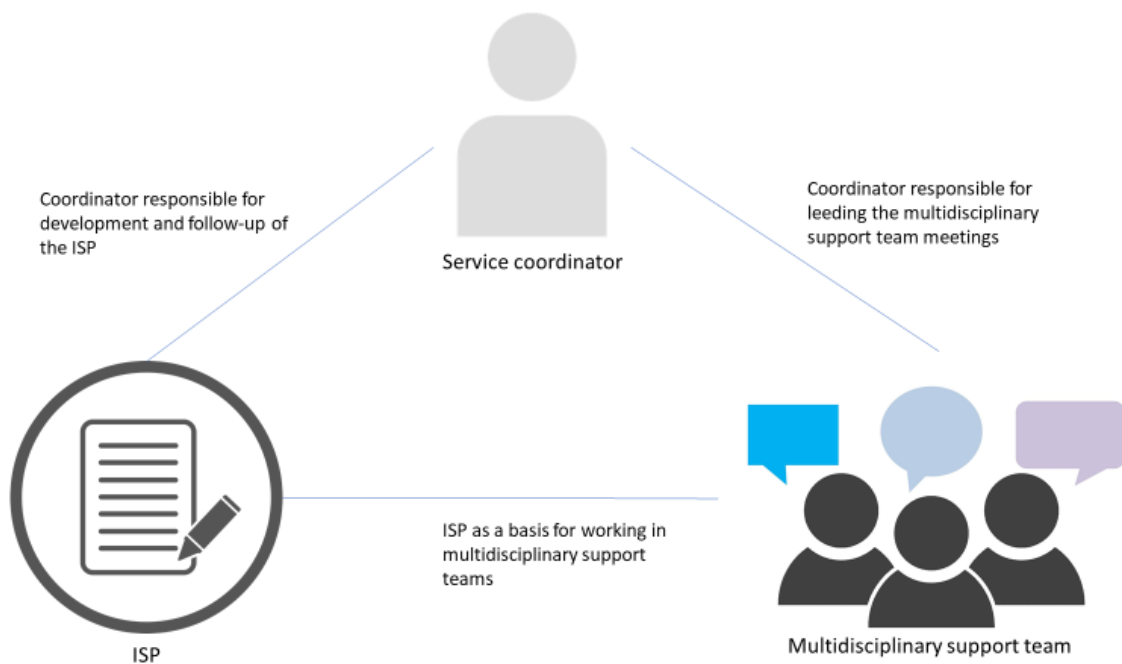 Coordinator responsible for
development and follow-up of
the ISP
Coordinator responsible for
leeding the multidisciplinary
support team meetings
Service coordinator
ISP as a basis for working in
multidisciplinary support
teams
ISP
Multidisciplinary support team